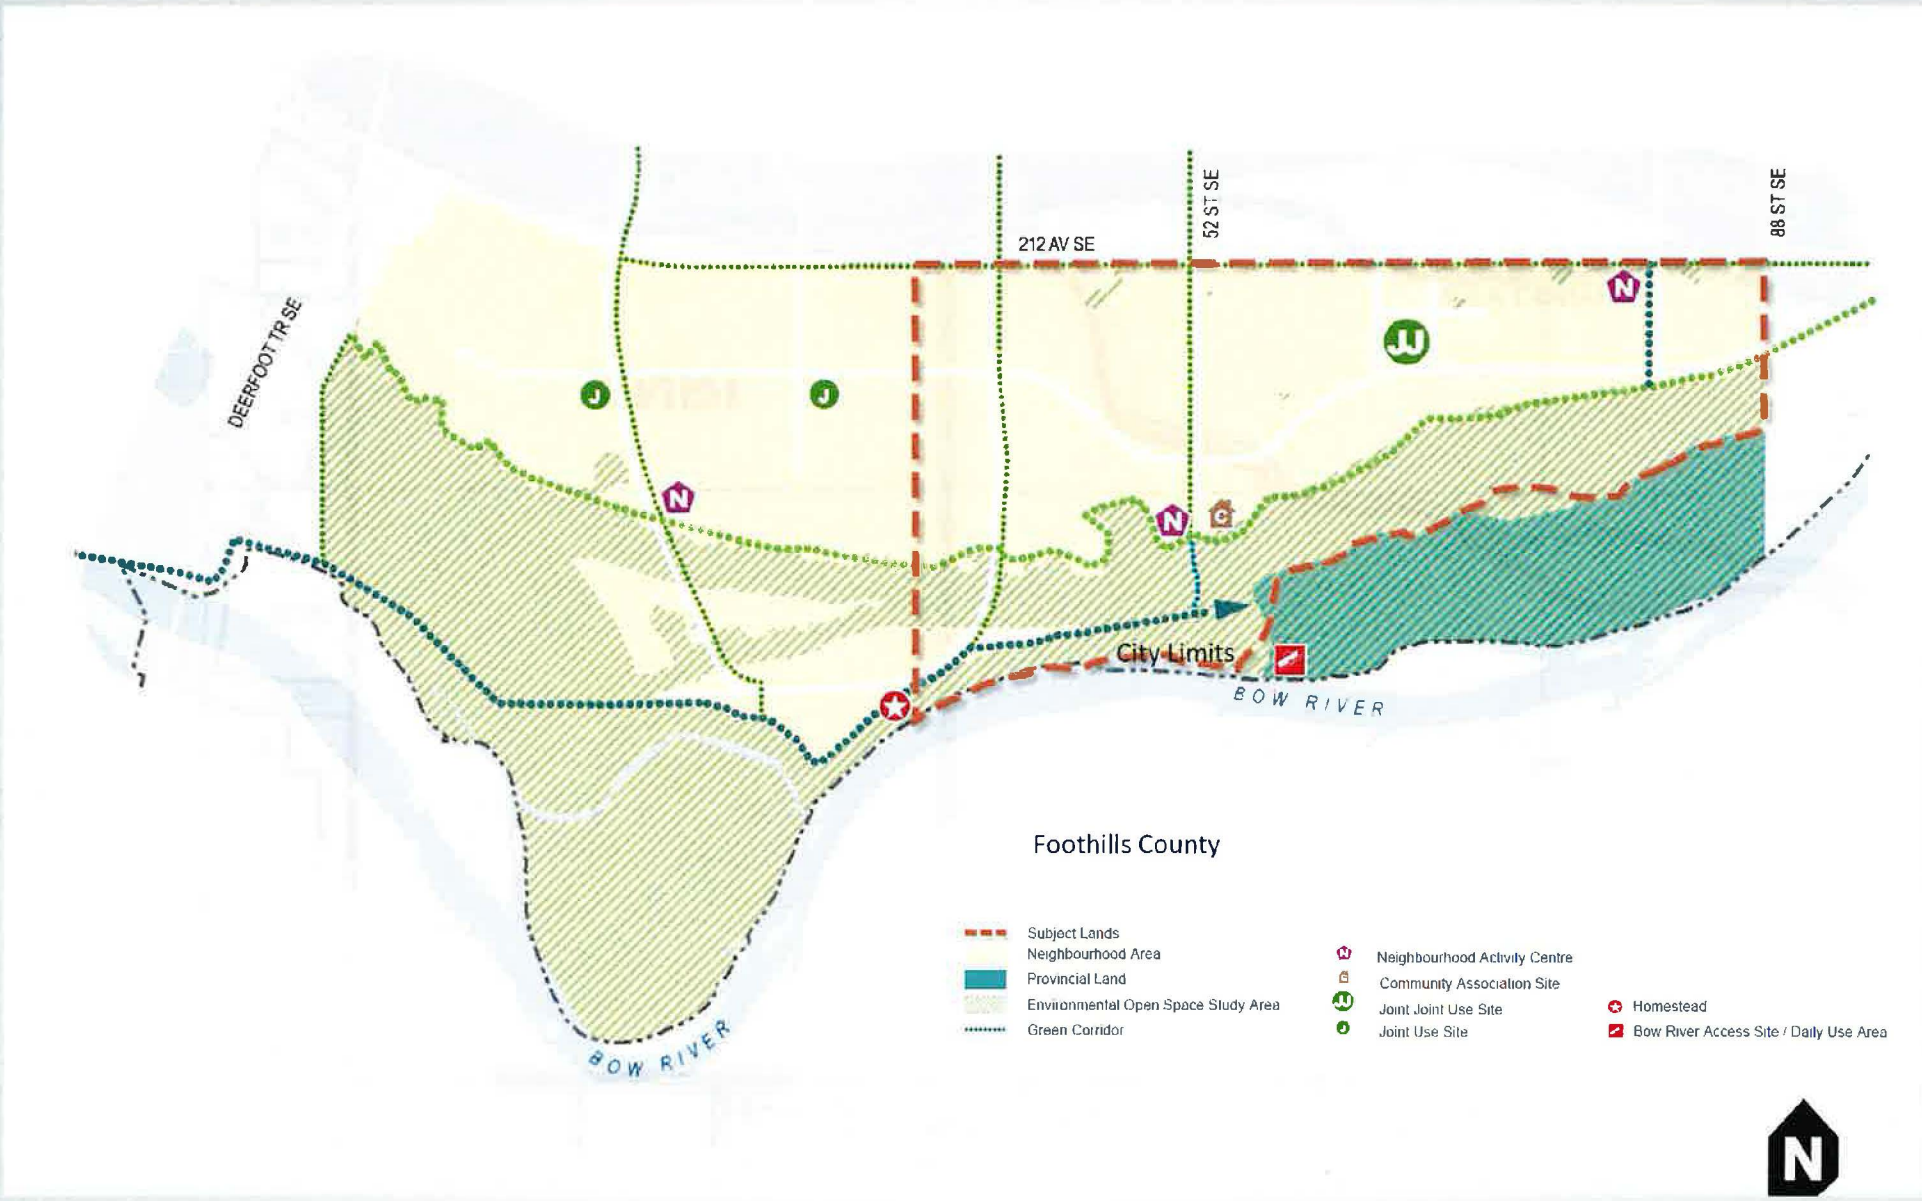 52 ST SE
88 ST SE
212 AV SE
DEERFOOT TR SE
N
J
J
JJ
N
N
C
City Limits
BOW RIVER
Foothills County
Subject Lands
Neighbourhood Area
Provincial Land
Environmental Open Space Study Area
Green Corridor
N Neighbourhood Activity Centre
C Community Association Site
JJ Joint Joint Use Site
J Joint Use Site
Homestead
Bow River Access Site / Daily Use Area
BOW RIVER
N